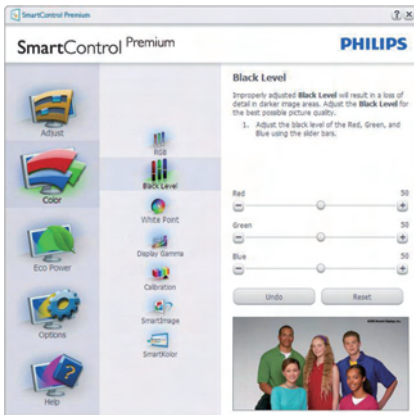 SmartControl Premium
SmartControl Premium
PHILIPS
Adjust
Color
Eco Power
Options
Help
RGB
Black Level
White Point
Display Gamma
Calibration
SmartImage
SmartKolor
Black Level
Improperly adjusted Black Level will result in a loss of
detail in darker image areas. Adjust the Black Level for
the best possible picture quality.
1. Adjust the black level of the Red, Green, and
Blue using the slider bars.
Red 50
Green 50
Blue 50
Undo Reset